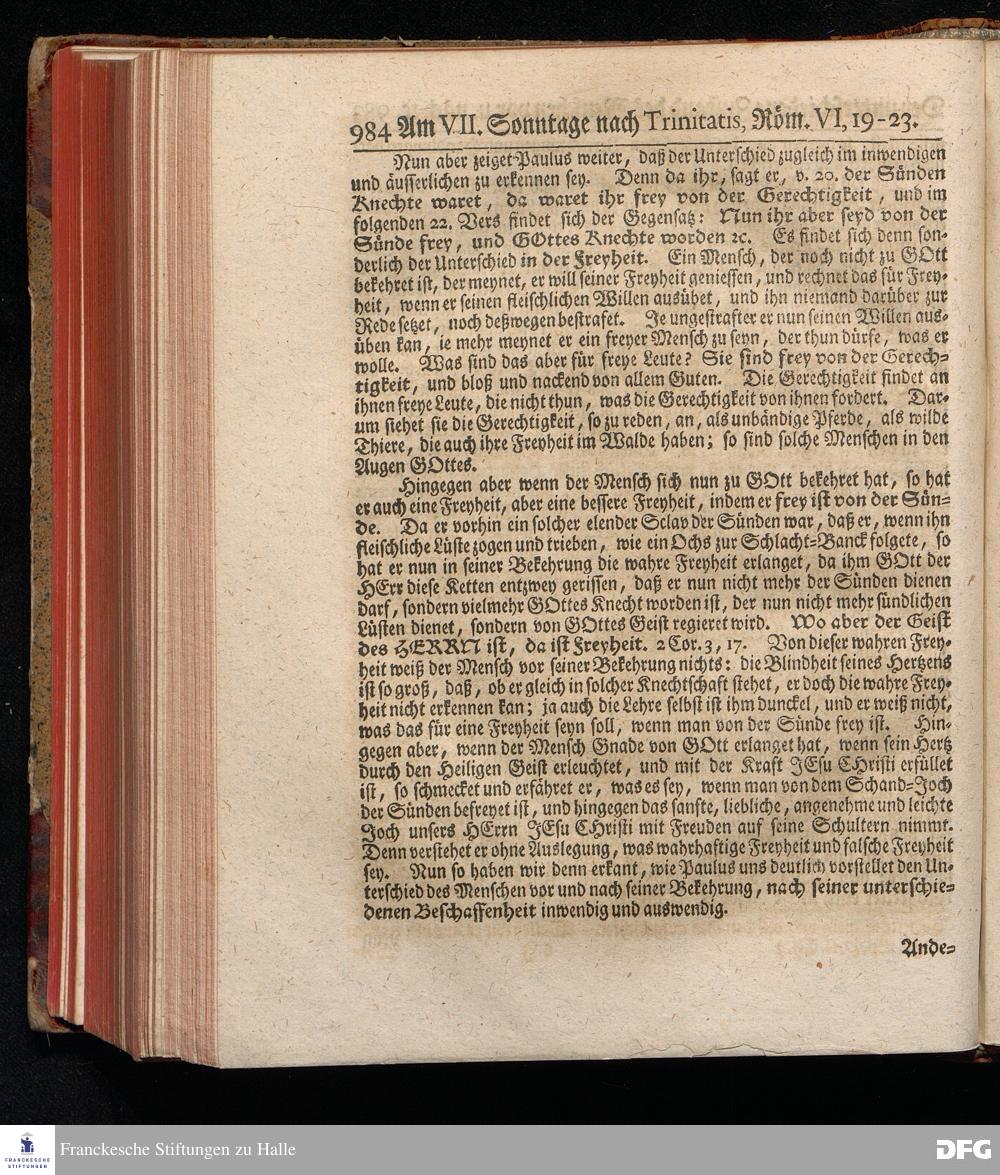 984 Am VII. Sonntage nach Trinitatis, Röm. VI, 19-23.
Nun aber zeiget Paulus weiter, daß der Unterschied zugleich im inwendigen
und äusserlichen zu erkennen sey. Denn da ihr, sagt er, v. 20. der Sünden
Knechte waret, da waret ihr frey von der Gerechtigkeit, und im
folgenden 22. Vers findet sich der Gegensatz: Nun ihr aber seyd von der
Sünde frey, und GOttes Knechte worden ꝛc. Es findet sich denn son-
derlich der Unterschied in der Freyheit. Ein Mensch, der noch nicht zu GOtt
bekehret ist, der meynet, er will seiner Freyheit geniessen, und rechnet das für Frey-
heit, wenn er seinen fleischlichen Willen ausübet, und ihn niemand darüber zur
Rede setzet, noch deßwegen bestrafet. Je ungestrafter er nun seinen Willen aus-
üben kan, ie mehr meynet er ein freyer Mensch zu seyn, der thun dürfe, was er
wolle. Was sind das aber für freye Leute? Sie sind frey von der Gerech-
tigkeit, und bloß und nackend von allem Guten. Die Gerechtigkeit findet an
ihnen freye Leute, die nicht thun, was die Gerechtigkeit von ihnen fordert. Dar-
um siehet sie die Gerechtigkeit, so zu reden, an, als unbändige Pferde, als wilde
Thiere, die auch ihre Freyheit im Walde haben; so sind solche Menschen in den
Augen GOttes.
Hingegen aber wenn der Mensch sich nun zu GOtt bekehret hat, so hat
er auch eine Freyheit, aber eine bessere Freyheit, indem er frey ist von der Sün-
de. Da er vorhin ein solcher elender Sclav der Sünden war, daß er, wenn ihn
fleischliche Lüste zogen und trieben, wie ein Ochs zur Schlacht-Banck folgete, so
hat er nun in seiner Bekehrung die wahre Freyheit erlanget, da ihm GOtt der
HErr diese Ketten entzwey gerissen, daß er nun nicht mehr der Sünden dienen
darf, sondern vielmehr GOttes Knecht worden ist, der nun nicht mehr sündlichen
Lüsten dienet, sondern von GOttes Geist regieret wird. Wo aber der Geist
des HERRN ist, da ist Freyheit. 2 Cor. 3, 17. Von dieser wahren Frey-
heit weiß der Mensch vor seiner Bekehrung nichts: die Blindheit seines Hertzens
ist so groß, daß, ob er gleich in solcher Knechtschaft stehet, er doch die wahre Frey-
heit nicht erkennen kan; ja auch die Lehre selbst ist ihm dunckel, und er weiß nicht,
was das für eine Freyheit seyn soll, wenn man von der Sünde frey ist. Hin-
gegen aber, wenn der Mensch Gnade von GOtt erlanget hat, wenn sein Hertz
durch den Heiligen Geist erleuchtet, und mit der Kraft JEsu CHristi erfüllet
ist, so schmecket und erfähret er, was es sey, wenn man von dem Schand-Joch
der Sünden befreyet ist, und hingegen das sanfte, liebliche, angenehme und leichte
Joch unsers HErrn JEsu CHristi mit Freuden auf seine Schultern nimmt.
Denn verstehet er ohne Auslegung, was wahrhaftige Freyheit und falsche Freyheit
sey. Nun so haben wir denn erkant, wie Paulus uns deutlich vorstellet den Un-
terschied des Menschen vor und nach seiner Bekehrung, nach seiner unterschie-
denen Beschaffenheit inwendig und auswendig.
Ande-
FRANCKESCHE
STIFTUNGEN
Franckesche Stiftungen zu Halle
DFG